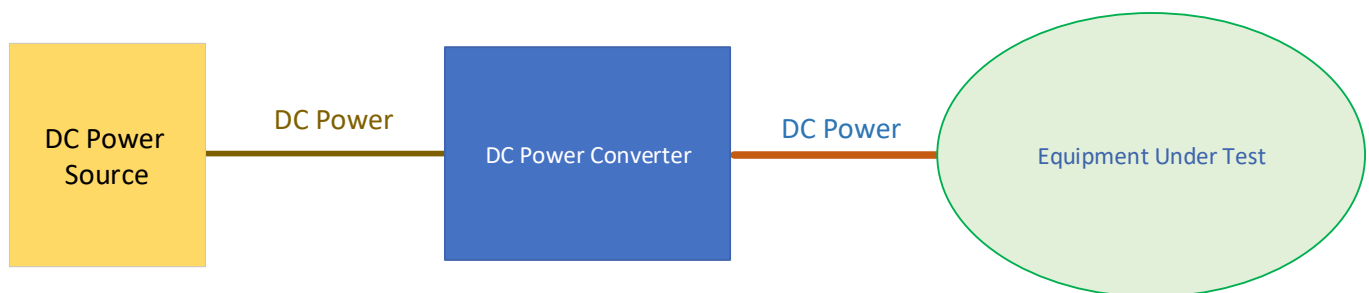 DC Power
Source
DC Power
DC Power Converter
DC Power
Equipment Under Test